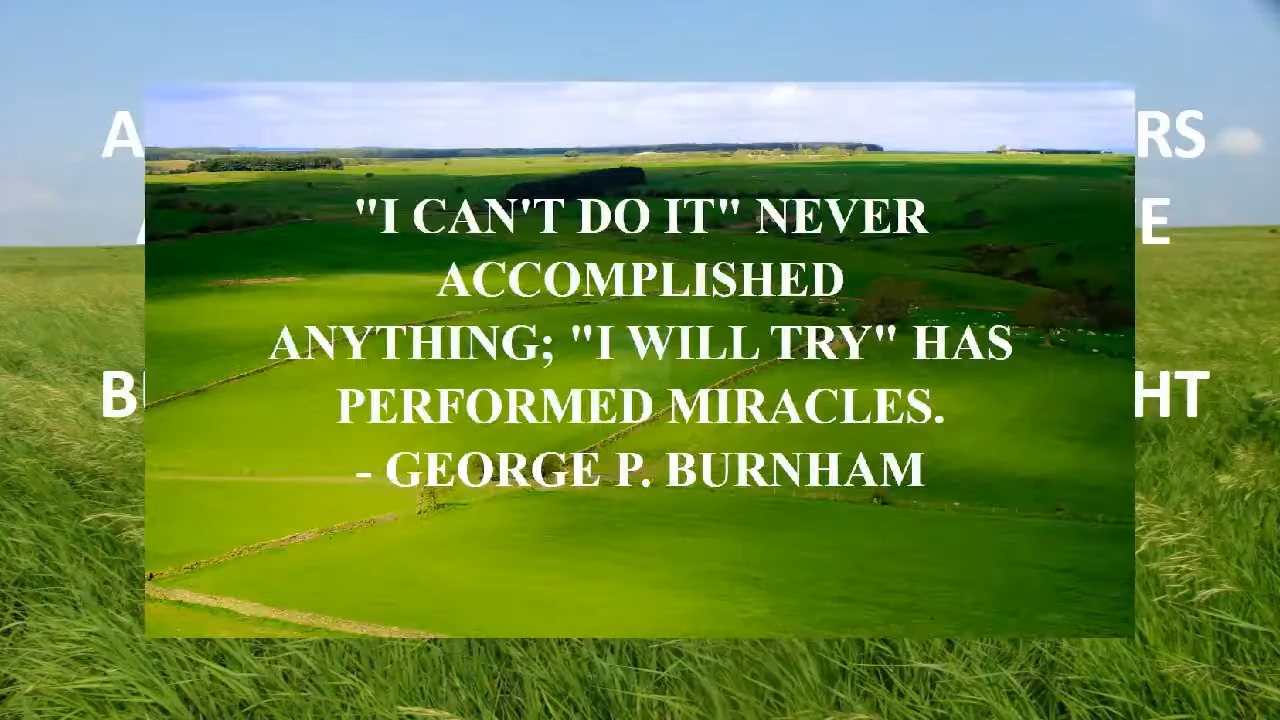 "I CAN'T DO IT" NEVER
ACCOMPLISHED
ANYTHING; "I WILL TRY" HAS
PERFORMED MIRACLES.
- GEORGE P. BURNHAM